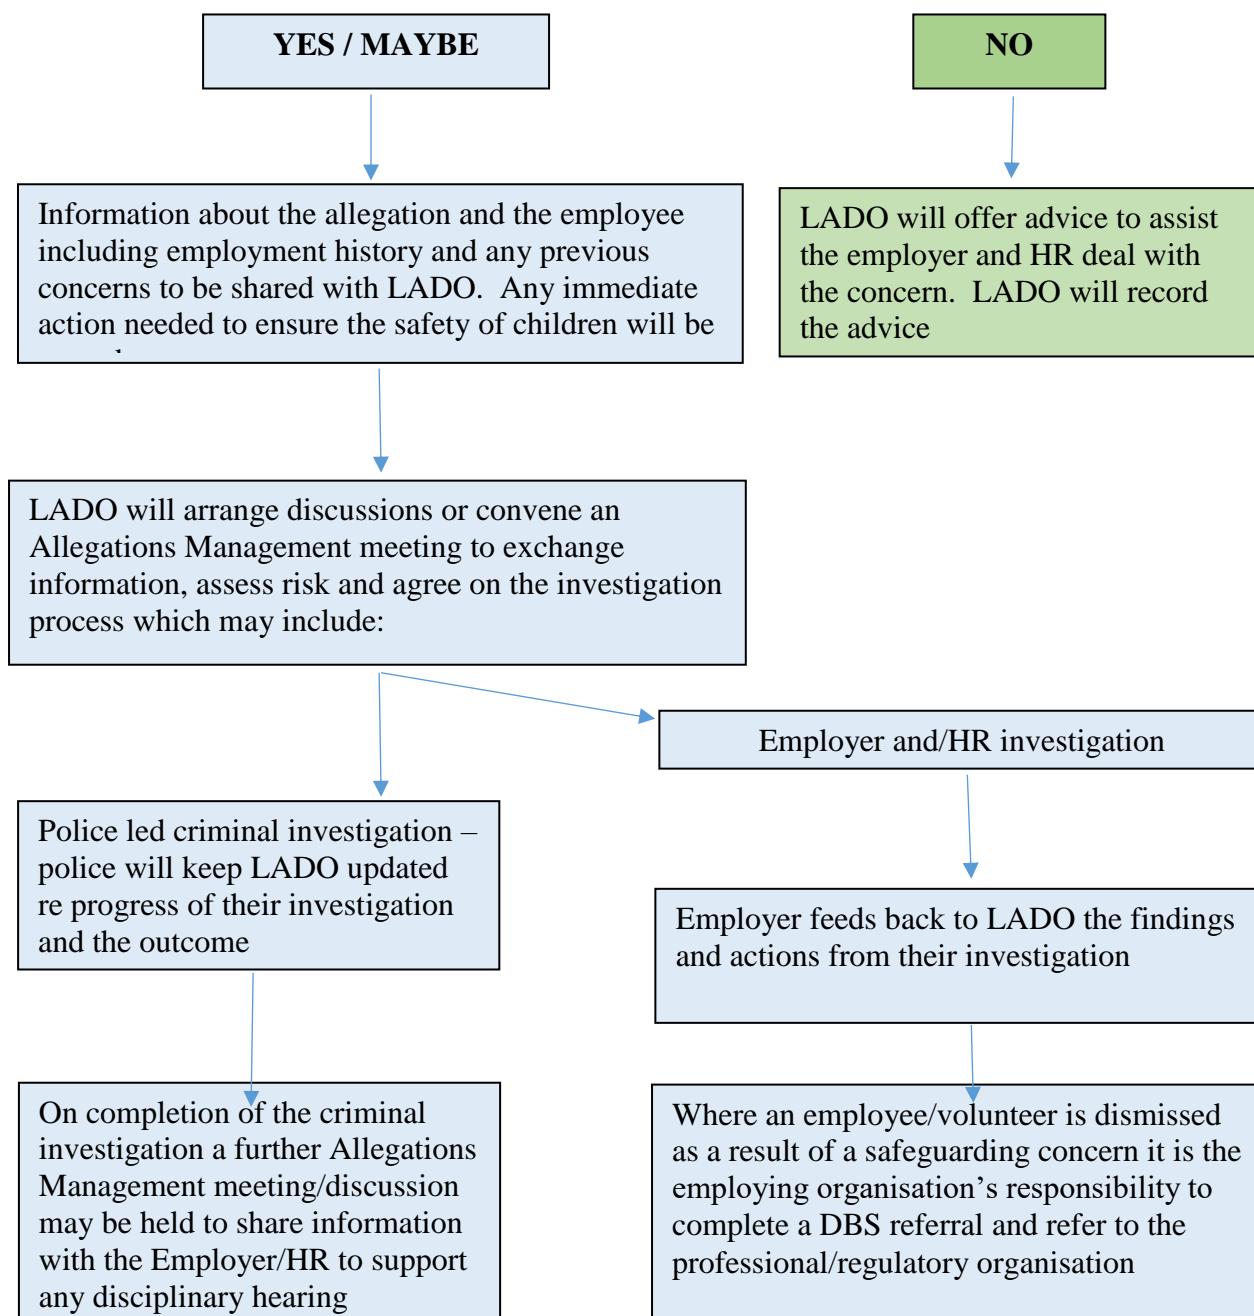 YES / MAYBE
NO
Information about the allegation and the employee
including employment history and any previous
concerns to be shared with LADO.  Any immediate
action needed to ensure the safety of children will be
LADO will offer advice to assist
the employer and HR deal with
the concern.  LADO will record
the advice
LADO will arrange discussions or convene an
Allegations Management meeting to exchange
information, assess risk and agree on the investigation
process which may include:
Employer and/HR investigation
Police led criminal investigation –
police will keep LADO updated
re progress of their investigation
and the outcome
Employer feeds back to LADO the findings
and actions from their investigation
On completion of the criminal
investigation a further Allegations
Management meeting/discussion
may be held to share information
with the Employer/HR to support
any disciplinary hearing
Where an employee/volunteer is dismissed
as a result of a safeguarding concern it is the
employing organisation’s responsibility to
complete a DBS referral and refer to the
professional/regulatory organisation